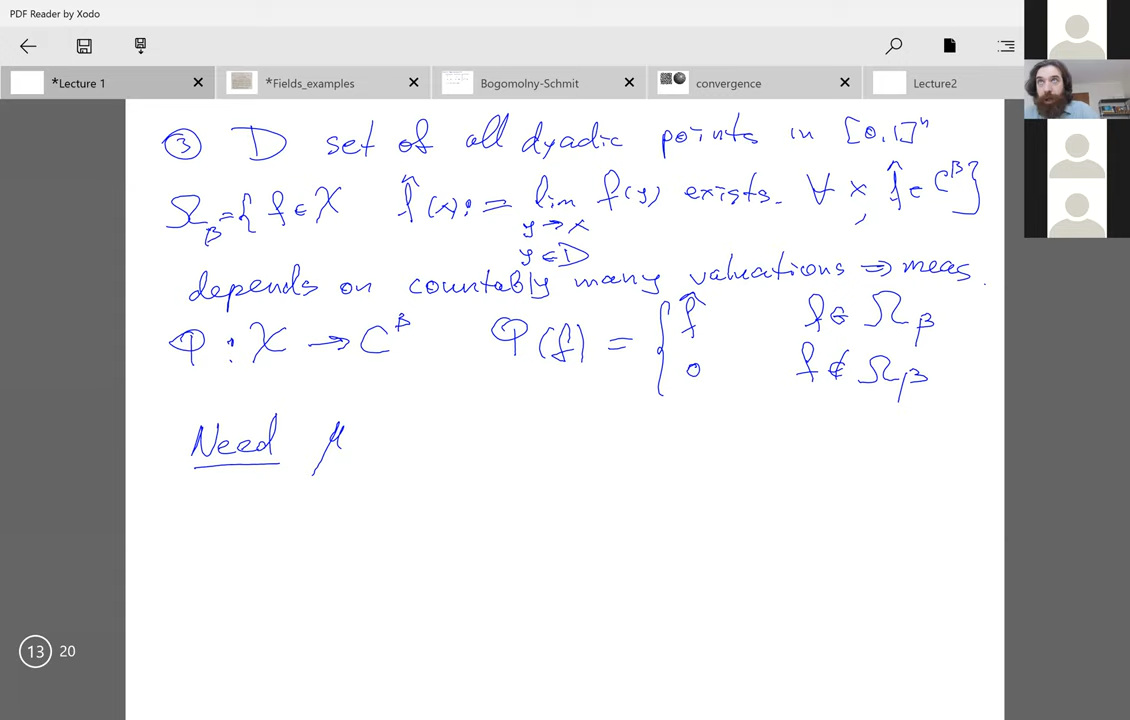 PDF Reader by Xodo
*Lecture 1
*Fields_examples
Bogomolny-Schmit
convergence
Lecture2
③ D set of all dyadic points in [0,1]ⁿ
Ω_β = { f ∈ X f̂(x) := lim f(y) exists. ∀ x, f̂ ∈ C^β }
y → x
y ∈ D
depends on countably many valuations ⇒ meas.
Φ : X → C^β Φ(f) = { f̂ f ∈ Ω_β
0 f ∉ Ω_β
Need μ
13 20